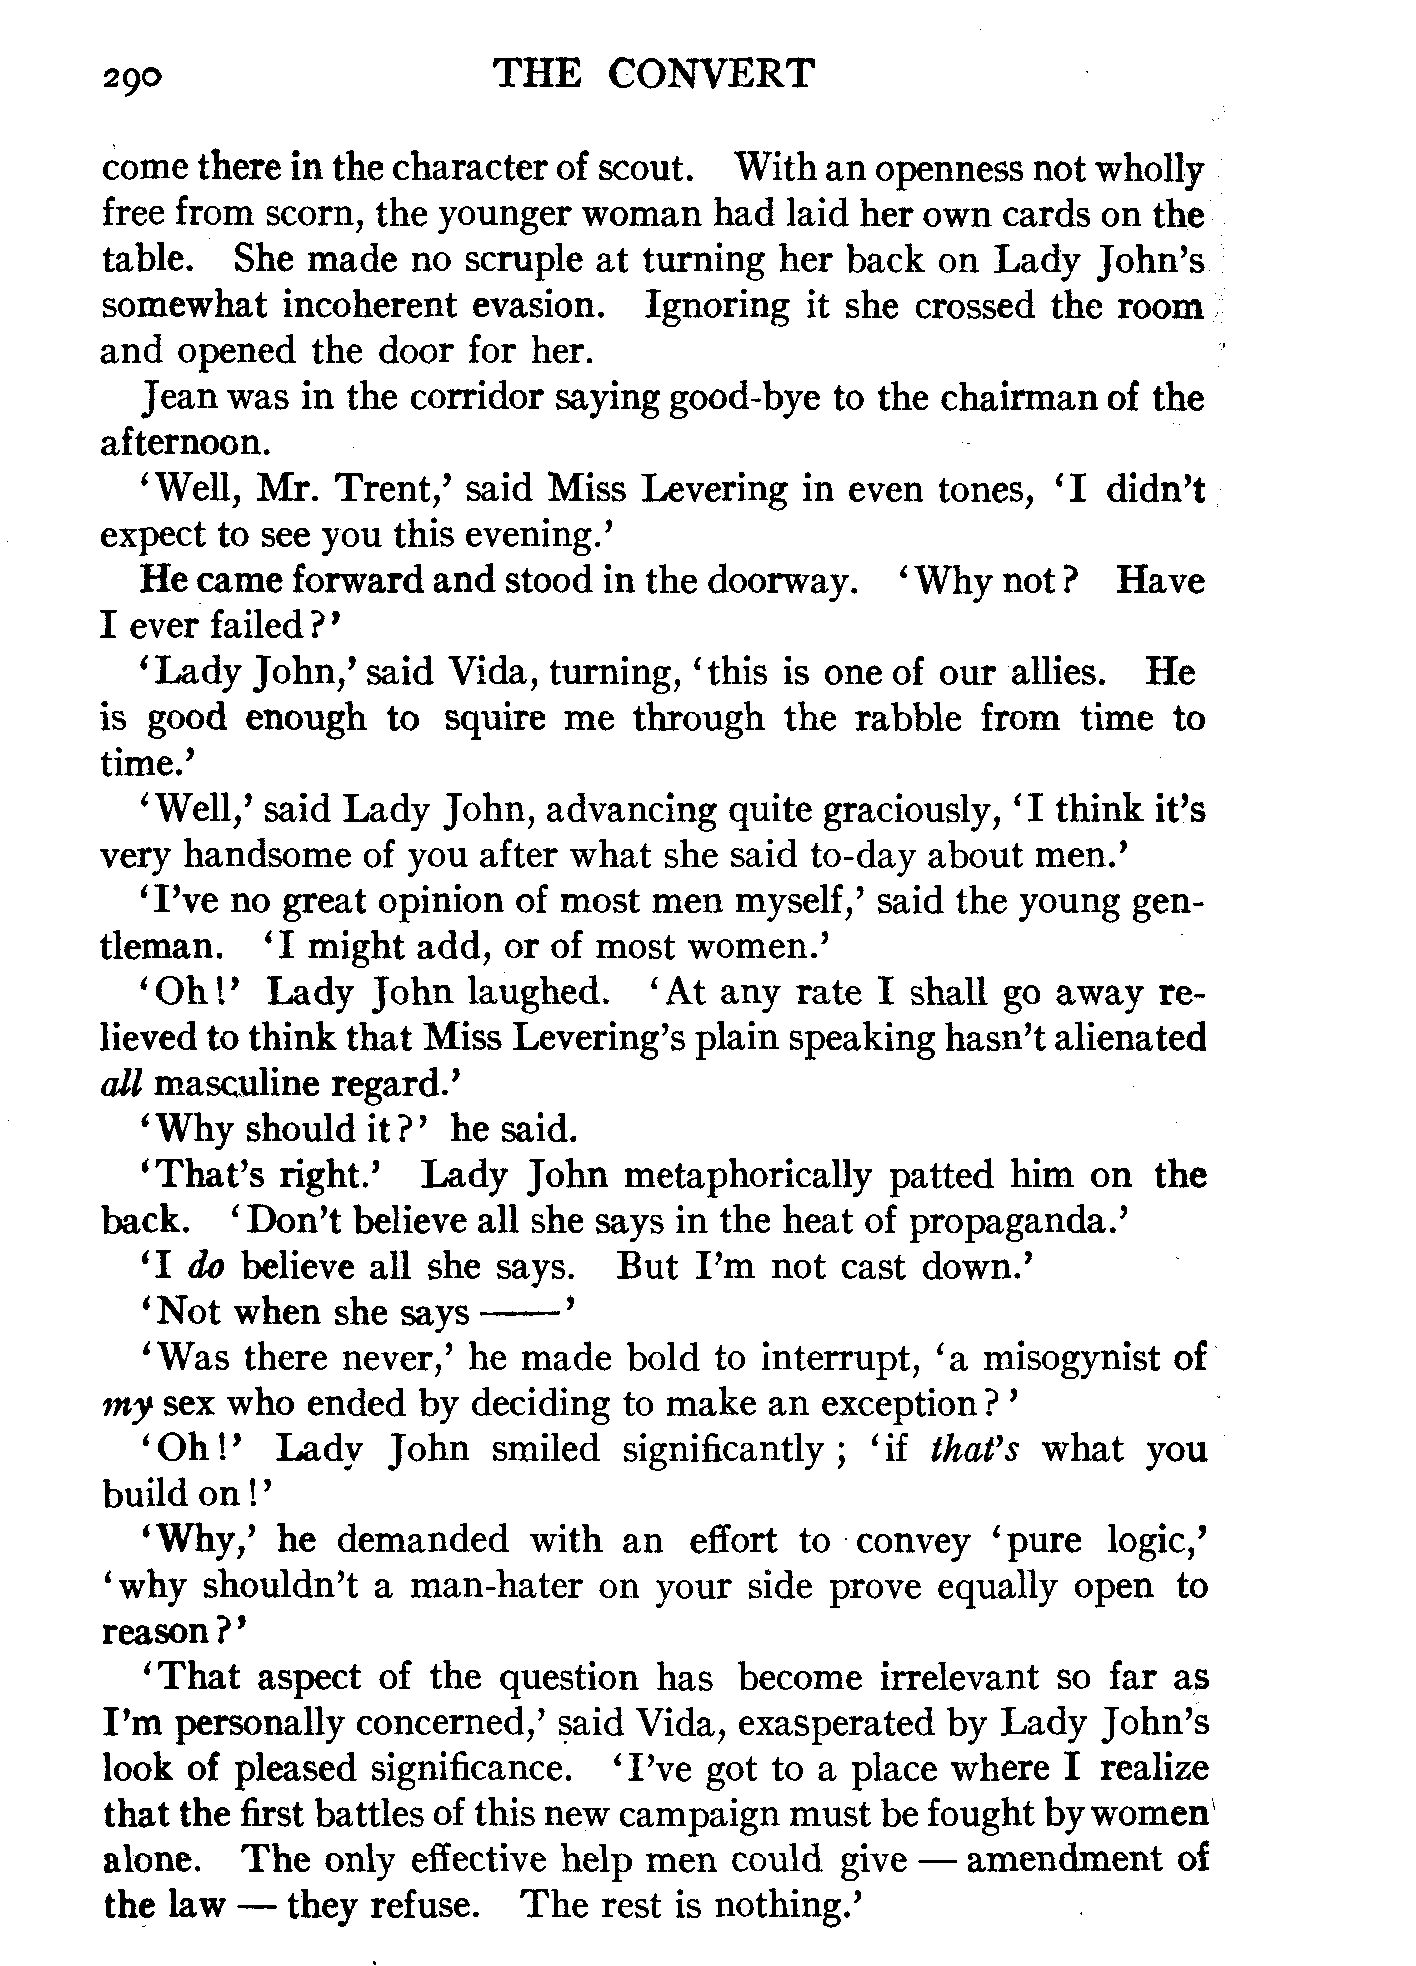 290 THE CONVERT
come there in the character of scout. With an openness not wholly
free from scorn, the younger woman had laid her own cards on the
table. She made no scruple at turning her back on Lady John's
somewhat incoherent evasion. Ignoring it she crossed the room
and opened the door for her.
Jean was in the corridor saying good-bye to the chairman of the
afternoon.
'Well, Mr. Trent,' said Miss Levering in even tones, 'I didn't
expect to see you this evening.'
He came forward and stood in the doorway. 'Why not? Have
I ever failed?'
'Lady John,' said Vida, turning, 'this is one of our allies. He
is good enough to squire me through the rabble from time to
time.'
'Well,' said Lady John, advancing quite graciously, 'I think it's
very handsome of you after what she said to-day about men.'
'I've no great opinion of most men myself,' said the young gen-
tleman. 'I might add, or of most women.'
'Oh!' Lady John laughed. 'At any rate I shall go away re-
lieved to think that Miss Levering's plain speaking hasn't alienated
all masculine regard.'
'Why should it?' he said.
'That's right.' Lady John metaphorically patted him on the
back. 'Don't believe all she says in the heat of propaganda.'
'I do believe all she says. But I'm not cast down.'
'Not when she says ——'
'Was there never,' he made bold to interrupt, 'a misogynist of
my sex who ended by deciding to make an exception?'
'Oh!' Lady John smiled significantly; 'if that's what you
build on!'
'Why,' he demanded with an effort to convey 'pure logic,'
'why shouldn't a man-hater on your side prove equally open to
reason?'
'That aspect of the question has become irrelevant so far as
I'm personally concerned,' said Vida, exasperated by Lady John's
look of pleased significance. 'I've got to a place where I realize
that the first battles of this new campaign must be fought by women
alone. The only effective help men could give — amendment of
the law — they refuse. The rest is nothing.'